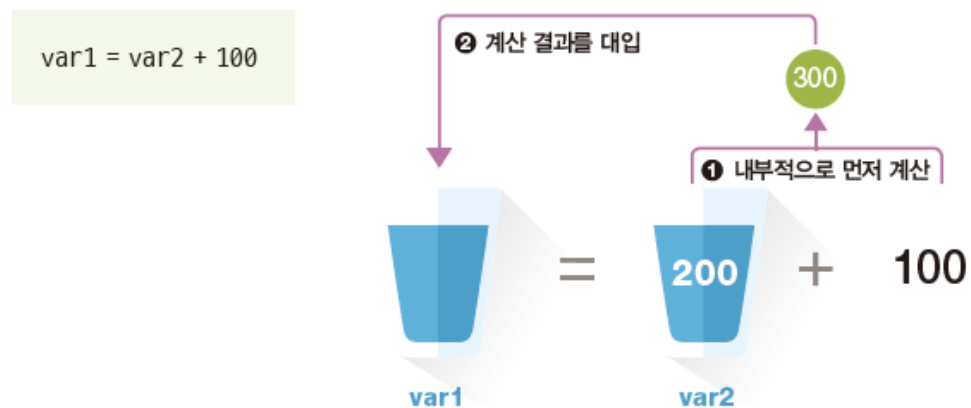 var1 = var2 + 100
❷ 계산 결과를 대입
300
❶ 내부적으로 먼저 계산
= 200 + 100
var1 var2